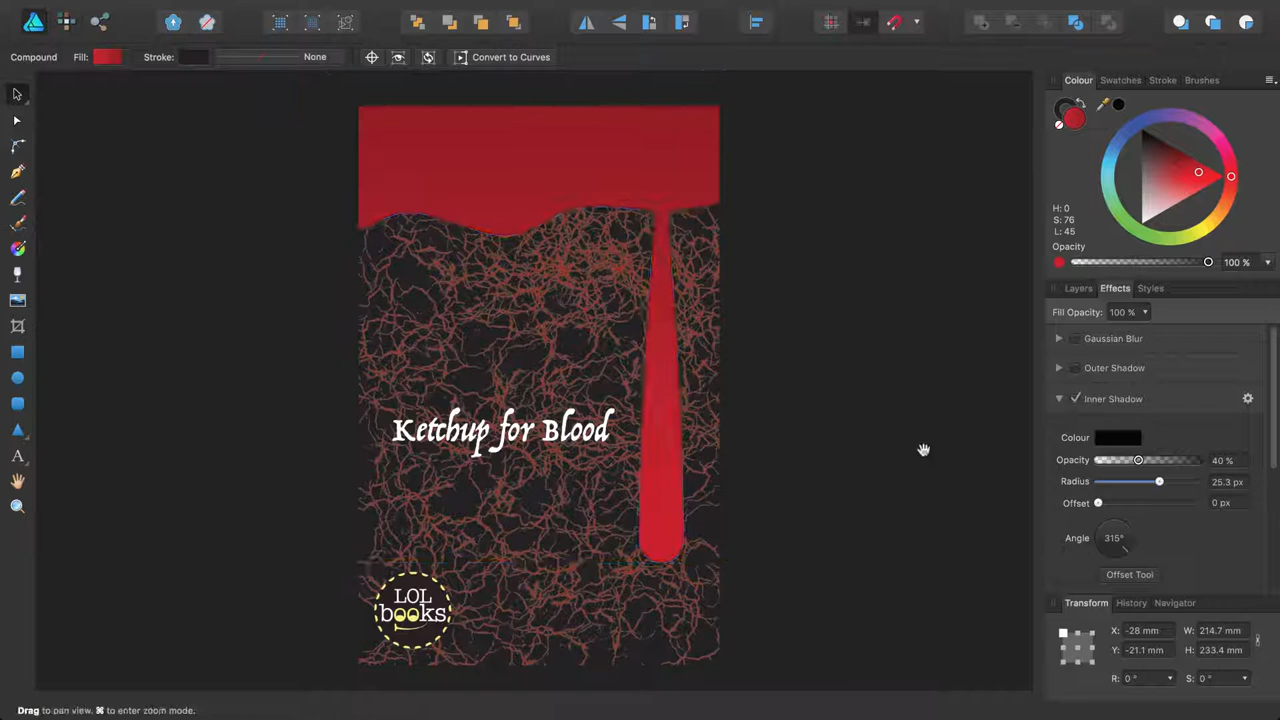 Compound
Fill:
Stroke:
None
Convert to Curves
Colour
Swatches
Stroke
Brushes
H: 0
S: 76
L: 45
Opacity
100 %
Layers
Effects
Styles
Fill Opacity: 100 %
Gaussian Blur
Outer Shadow
Inner Shadow
Colour
Opacity
40 %
Radius
25.3 px
Offset
0 px
Angle
315°
Offset Tool
Transform
History
Navigator
X: -28 mm
W: 214.7 mm
Y: -21.1 mm
H: 233.4 mm
R: 0 °
S: 0 °
Ketchup for Blood
LOL
books
Drag to pan view. ⌘ to enter zoom mode.